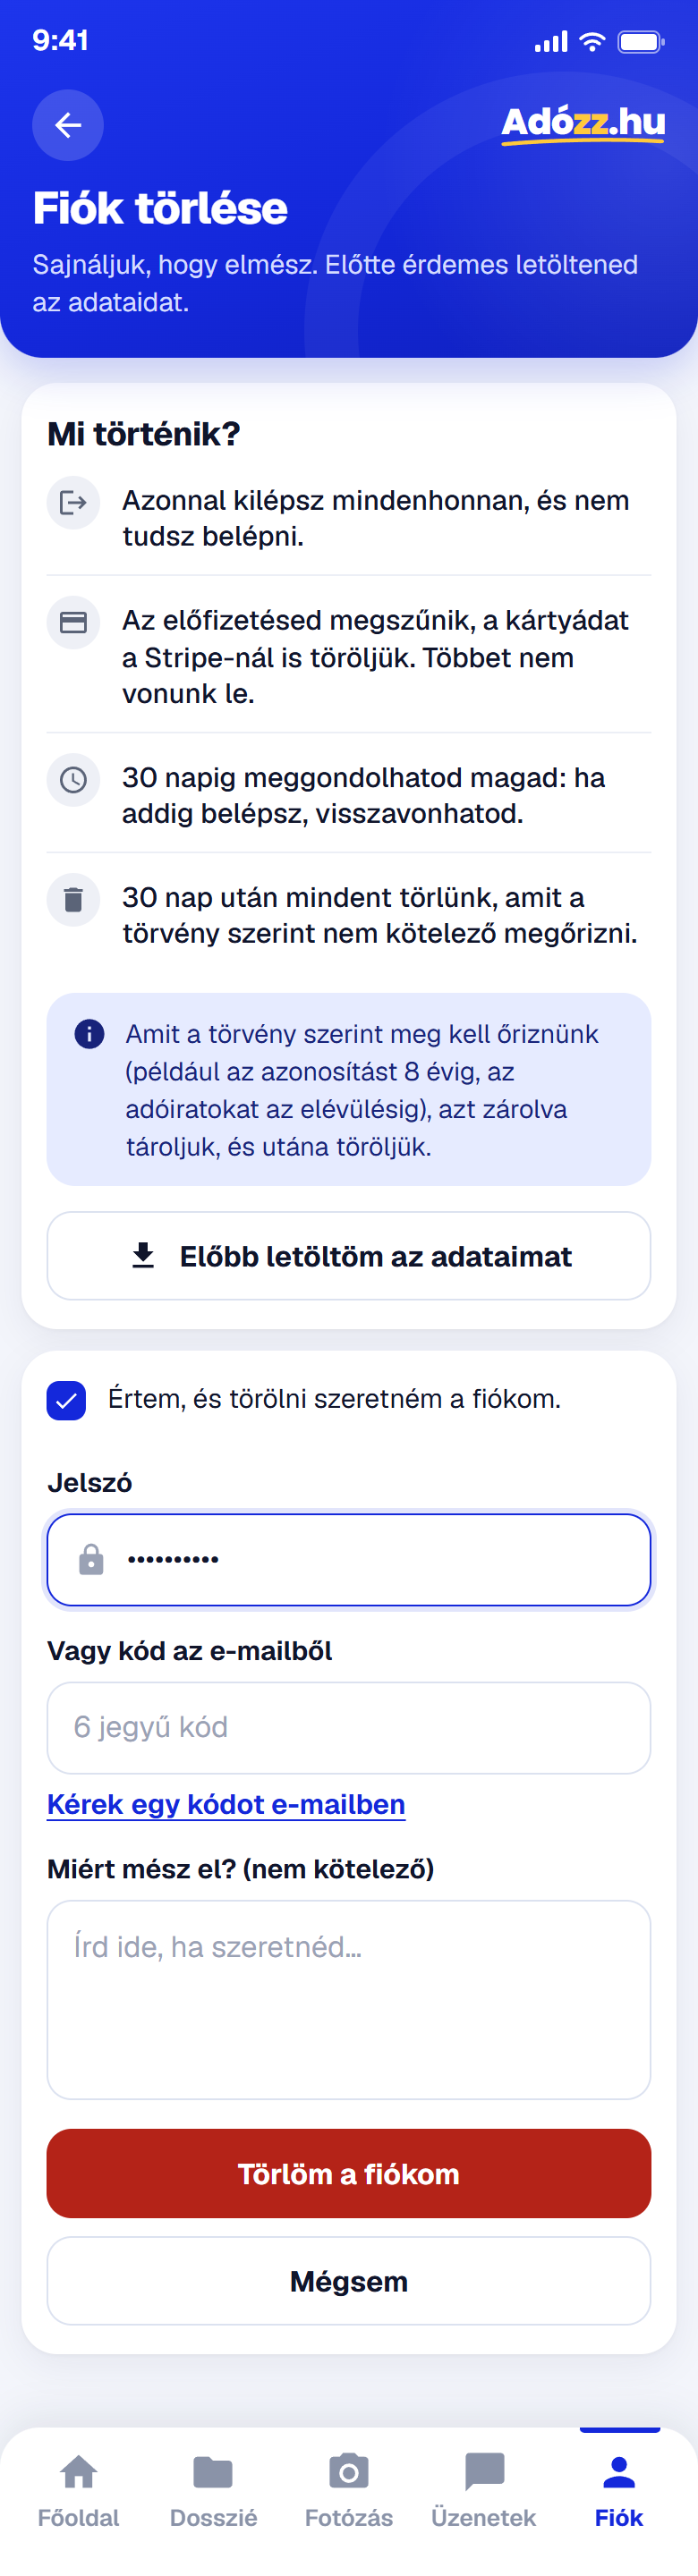 9:41
Adózz.hu
Fiók törlése
Sajnáljuk, hogy elmész. Előtte érdemes letöltened
az adataidat.
Mi történik?
Azonnal kilépsz mindenhonnan, és nem
tudsz belépni.
Az előfizetésed megszűnik, a kártyádat
a Stripe-nál is töröljük. Többet nem
vonunk le.
30 napig meggondolhatod magad: ha
addig belépsz, visszavonhatod.
30 nap után mindent törlünk, amit a
törvény szerint nem kötelező megőrizni.
Amit a törvény szerint meg kell őriznünk
(például az azonosítást 8 évig, az
adóiratokat az elévülésig), azt zárolva
tároljuk, és utána töröljük.
Előbb letöltöm az adataimat
Értem, és törölni szeretném a fiókom.
Jelszó
••••••••••
Vagy kód az e-mailből
6 jegyű kód
Kérek egy kódot e-mailben
Miért mész el? (nem kötelező)
Írd ide, ha szeretnéd...
Törlöm a fiókom
Mégsem
Főoldal Dosszié Fotózás Üzenetek Fiók